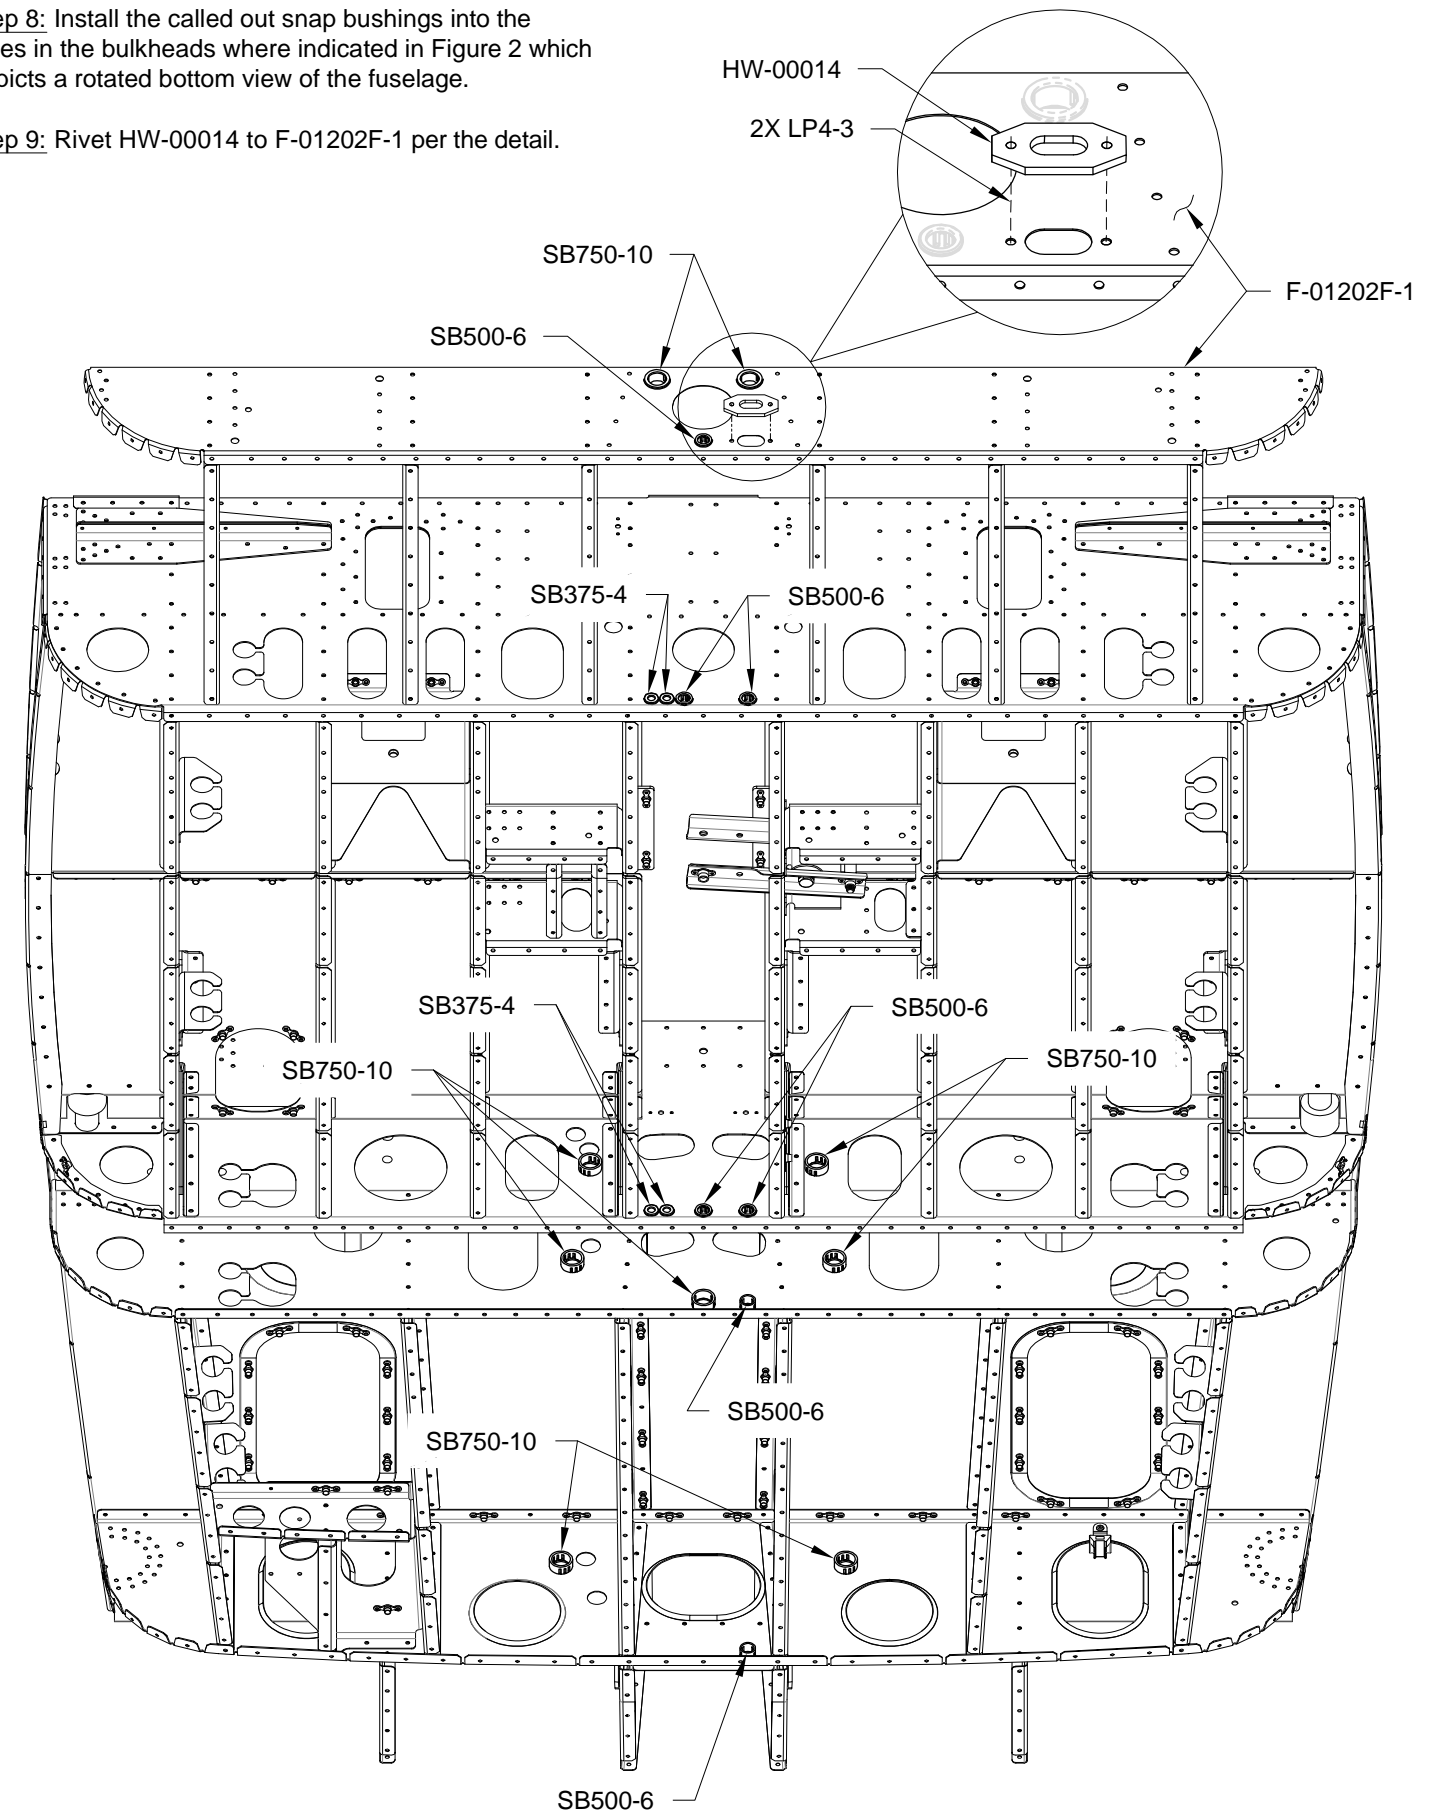 ep 8: Install the called out snap bushings into the
es in the bulkheads where indicated in Figure 2 which
picts a rotated bottom view of the fuselage.
ep 9: Rivet HW-00014 to F-01202F-1 per the detail.
HW-00014
2X LP4-3
SB750-10
F-01202F-1
SB500-6
SB375-4
SB500-6
SB375-4
SB500-6
SB750-10
SB750-10
SB500-6
SB750-10
SB500-6